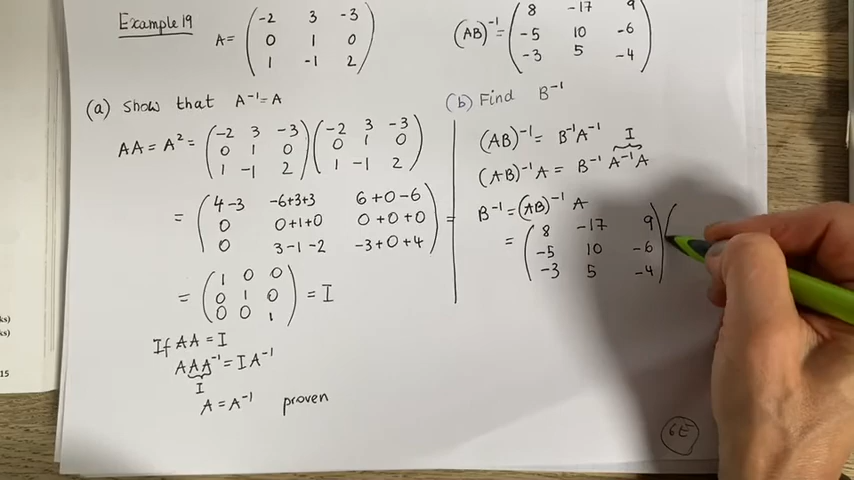 Example 19
A = (-2 3 -3
0 1 0
1 -1 2)
(AB)⁻¹ = (8 -17 9
-5 10 -6
-3 5 -4)
(a) Show that A⁻¹ = A
AA = A² = (-2 3 -3
0 1 0
1 -1 2) (-2 3 -3
0 1 0
1 -1 2)
= (4-3 -6+3+3 6+0-6
0 0+1+0 0+0+0
0 3-1-2 -3+0+4) =
= (1 0 0
0 1 0
0 0 1) = I
If AA = I
AAA⁻¹ = IA⁻¹
I
A = A⁻¹ proven
(b) Find B⁻¹
(AB)⁻¹ = B⁻¹A⁻¹
I
(AB)⁻¹A = B⁻¹ A⁻¹A
B⁻¹ = (AB)⁻¹ A
= (8 -17 9
-5 10 -6
-3 5 -4) (
6E
ks)
ks)
15